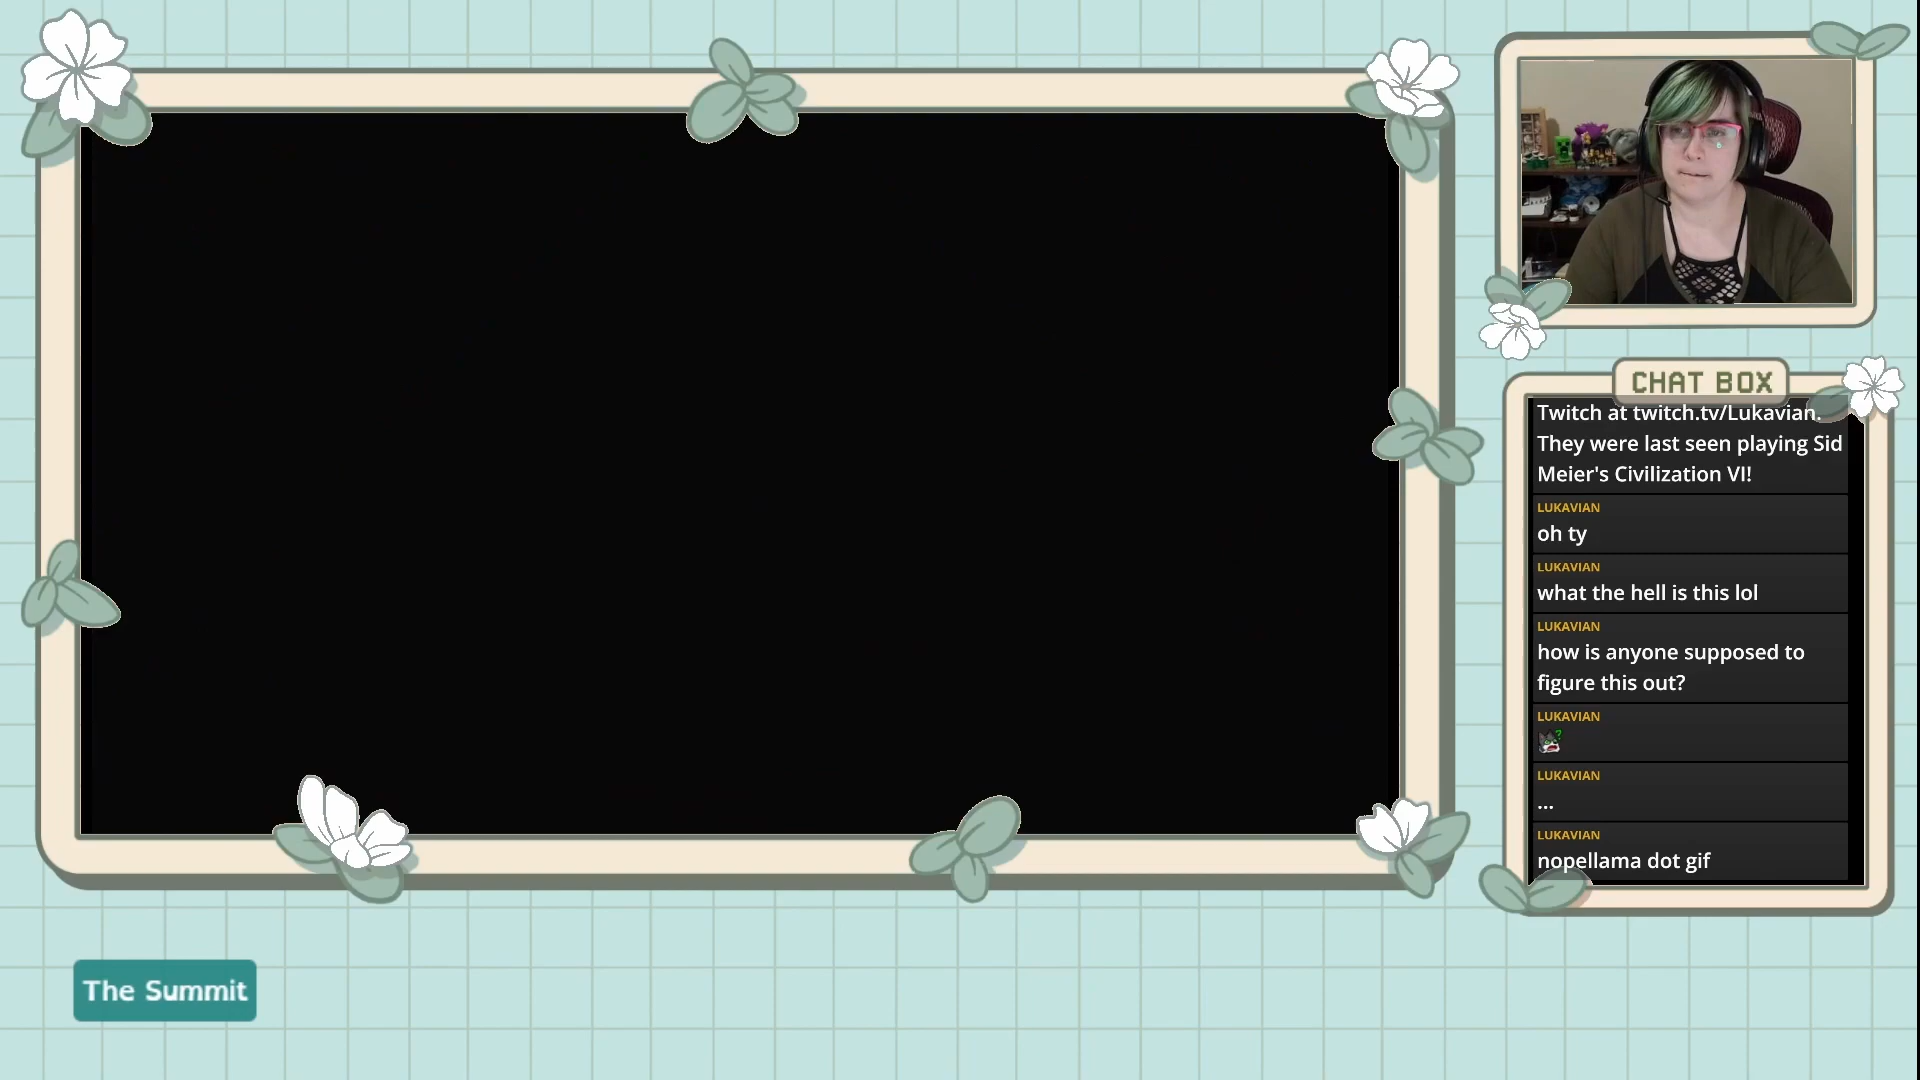 CHAT BOX
Twitch at twitch.tv/Lukavian.
They were last seen playing Sid
Meier's Civilization VI!
LUKAVIAN
oh ty
LUKAVIAN
what the hell is this lol
LUKAVIAN
how is anyone supposed to
figure this out?
LUKAVIAN
LUKAVIAN
...
LUKAVIAN
nopellama dot gif
The Summit